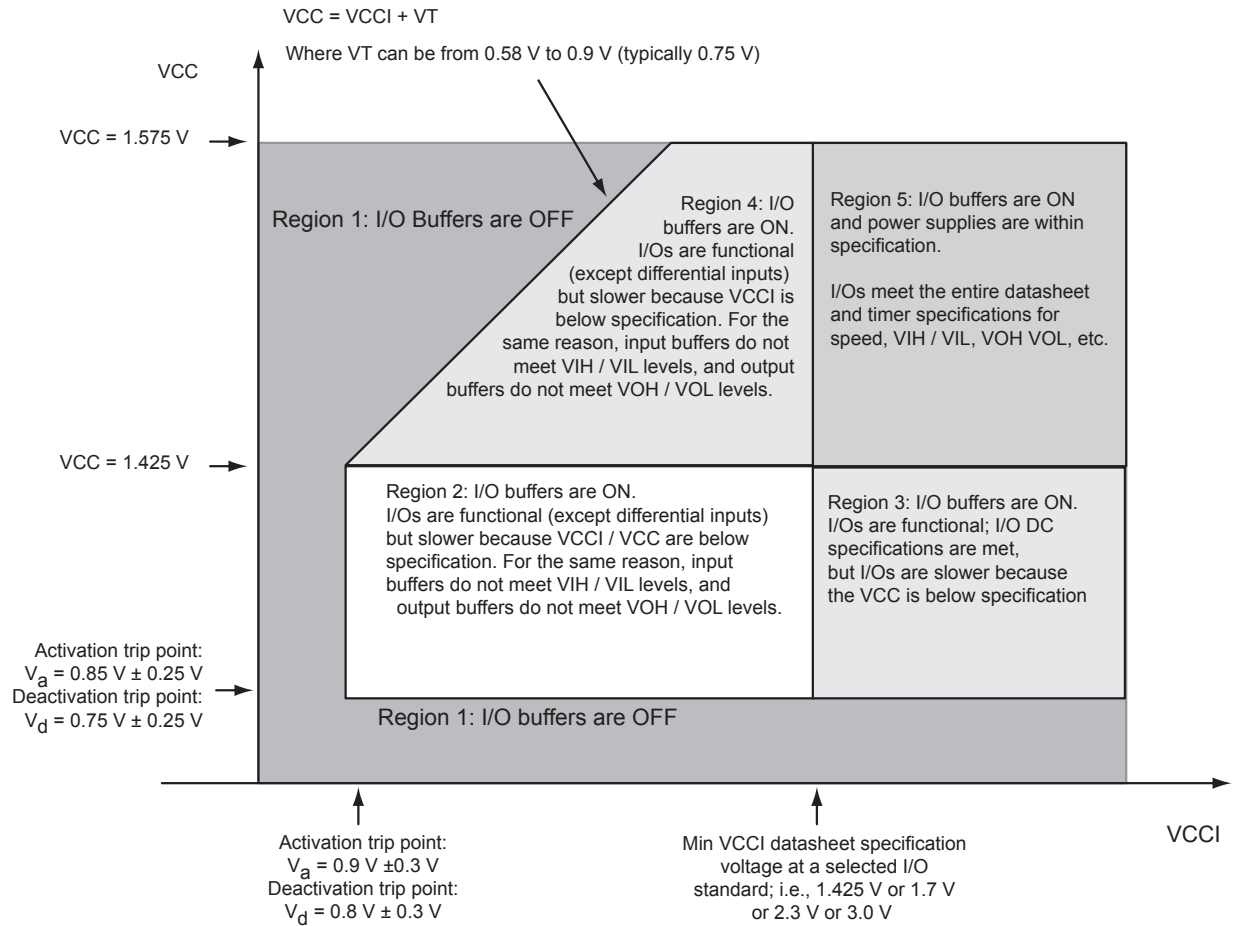 VCC = VCCI + VT
Where VT can be from 0.58 V to 0.9 V (typically 0.75 V)
VCC
VCC = 1.575 V
Region 1: I/O Buffers are OFF
Region 4: I/O
buffers are ON.
I/Os are functional
(except differential inputs)
but slower because VCCI is
below specification. For the
same reason, input buffers do not
meet VIH / VIL levels, and output
buffers do not meet VOH / VOL levels.
Region 5: I/O buffers are ON
and power supplies are within
specification.
I/Os meet the entire datasheet
and timer specifications for
speed, VIH / VIL, VOH VOL, etc.
VCC = 1.425 V
Region 2: I/O buffers are ON.
I/Os are functional (except differential inputs)
but slower because VCCI / VCC are below
specification. For the same reason, input
buffers do not meet VIH / VIL levels, and
output buffers do not meet VOH / VOL levels.
Region 3: I/O buffers are ON.
I/Os are functional; I/O DC
specifications are met,
but I/Os are slower because
the VCC is below specification
Activation trip point:
Va = 0.85 V ± 0.25 V
Deactivation trip point:
Vd = 0.75 V ± 0.25 V
Region 1: I/O buffers are OFF
VCCI
Activation trip point:
Va = 0.9 V ±0.3 V
Deactivation trip point:
Vd = 0.8 V ± 0.3 V
Min VCCI datasheet specification
voltage at a selected I/O
standard; i.e., 1.425 V or 1.7 V
or 2.3 V or 3.0 V